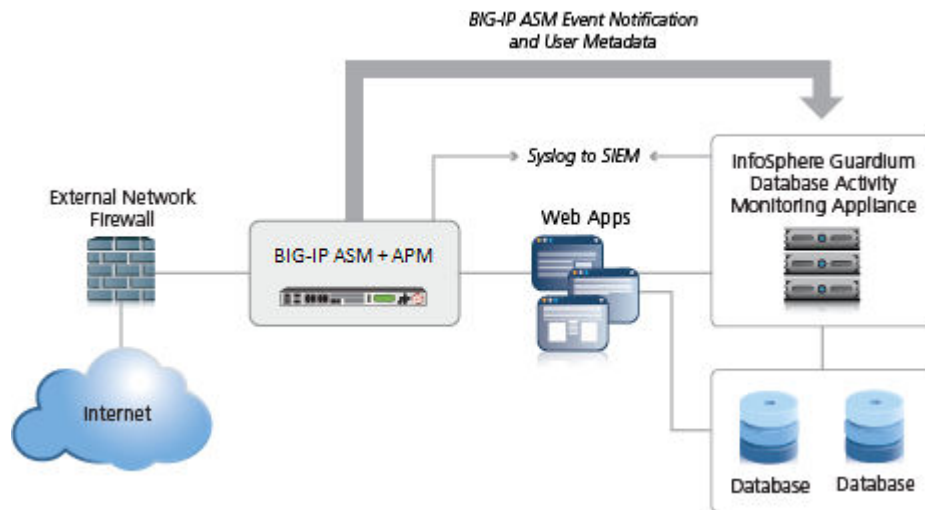 BIG-IP ASM Event Notification
and User Metadata
Syslog to SIEM
InfoSphere Guardium
Database Activity
Monitoring Appliance
External Network
Firewall
Web Apps
BIG-IP ASM + APM
Internet
Database
Database